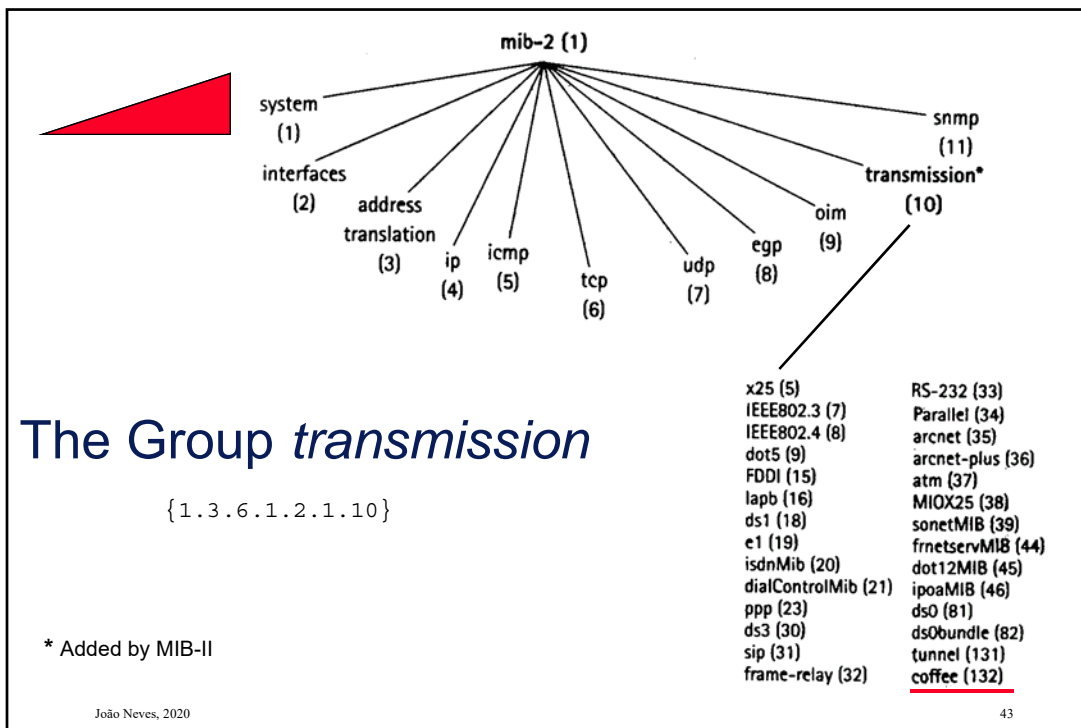 mib-2 (1)
system
(1)
interfaces
(2)
address
translation
(3)
ip
(4)
icmp
(5)
tcp
(6)
udp
(7)
egp
(8)
oim
(9)
transmission*
(10)
snmp
(11)
x25 (5)
IEEE802.3 (7)
IEEE802.4 (8)
dot5 (9)
FDDI (15)
lapb (16)
ds1 (18)
e1 (19)
isdnMib (20)
dialControlMib (21)
ppp (23)
ds3 (30)
sip (31)
frame-relay (32)
RS-232 (33)
Parallel (34)
arcnet (35)
arcnet-plus (36)
atm (37)
MIOX25 (38)
sonetMIB (39)
frnetservMIB (44)
dot12MIB (45)
ipoaMIB (46)
ds0 (81)
ds0bundle (82)
tunnel (131)
coffee (132)
The Group transmission
{1.3.6.1.2.1.10}
* Added by MIB-II
João Neves, 2020
43